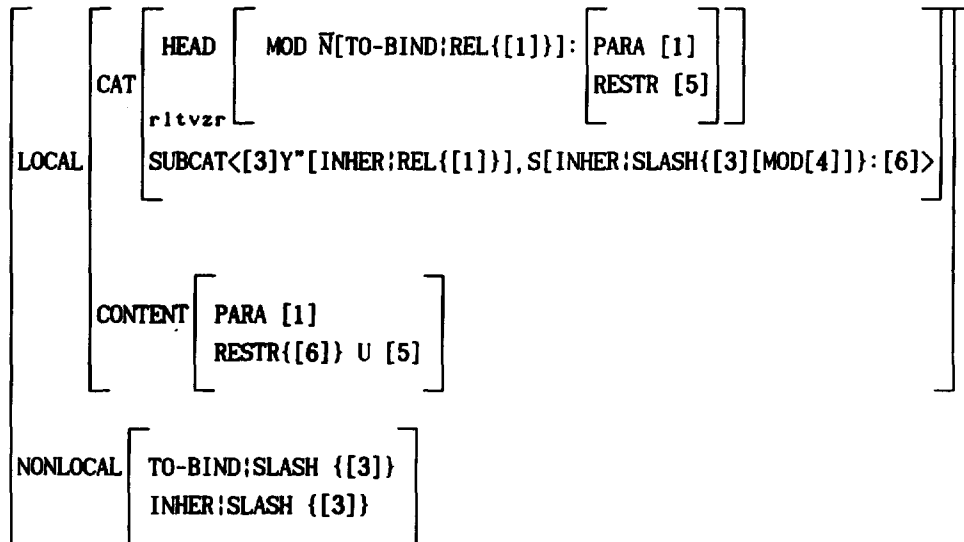 HEAD MOD N̄[TO-BIND¦REL{[1]}]: PARA [1]
RESTR [5]
CAT
rltvzr
LOCAL SUBCAT<[3]Y"[INHER¦REL{[1]}],S[INHER¦SLASH{[3][MOD[4]]}:[6]>
CONTENT PARA [1]
RESTR{[6]} U [5]
NONLOCAL TO-BIND¦SLASH {[3]}
INHER¦SLASH {[3]}